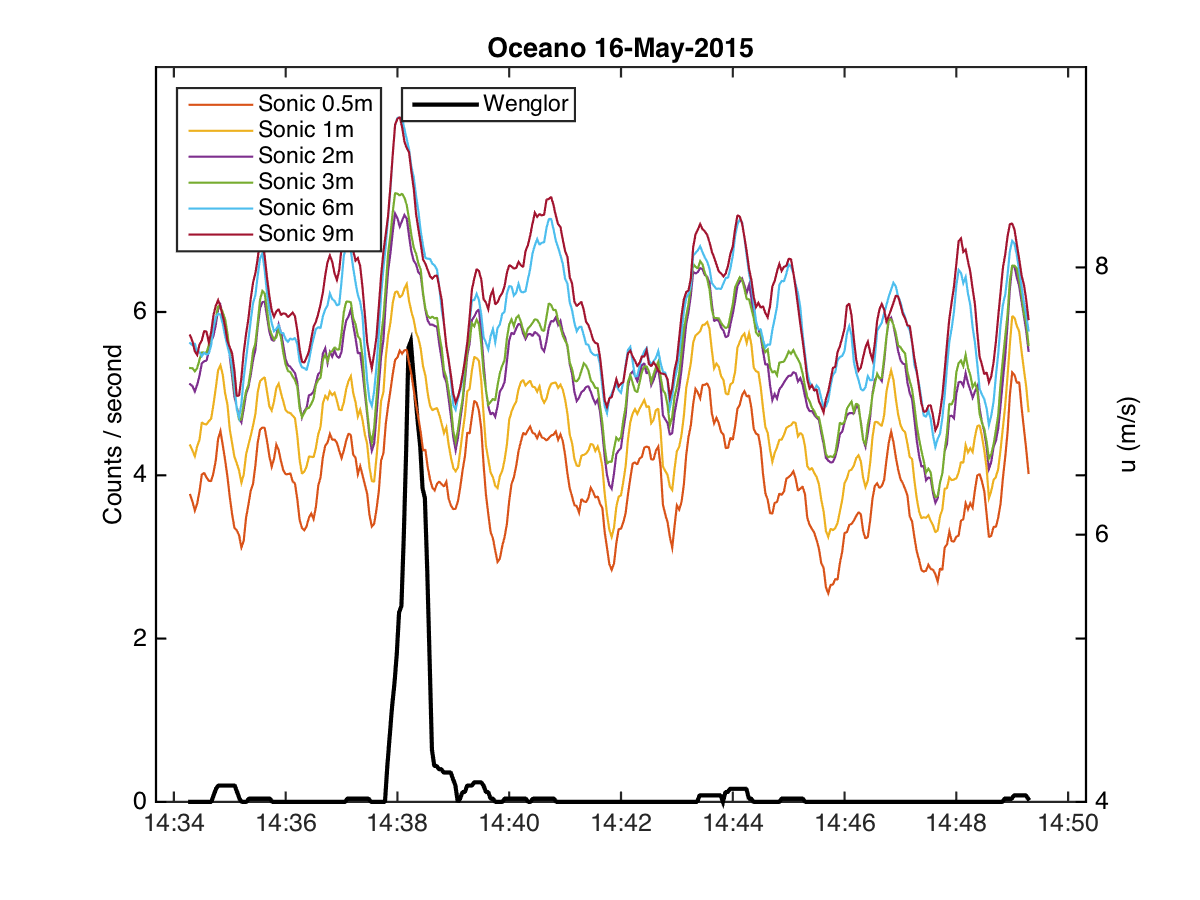 Oceano 16-May-2015
Sonic 0.5m
Sonic 1m
Sonic 2m
Sonic 3m
Sonic 6m
Sonic 9m
Wenglor
Counts / second
6
4
2
0
u (m/s)
8
6
4
14:34 14:36 14:38 14:40 14:42 14:44 14:46 14:48 14:50